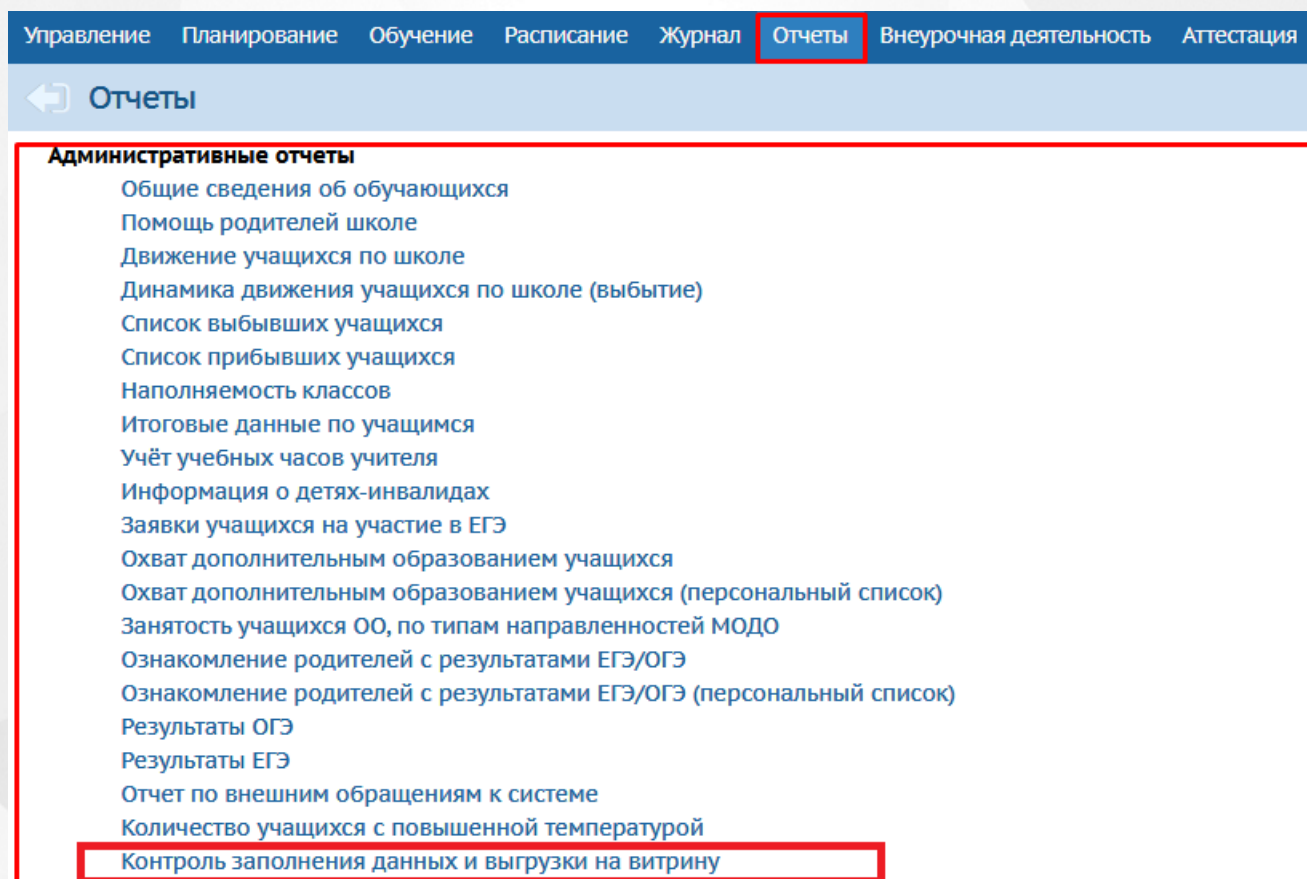 Управление Планирование Обучение Расписание Журнал Отчеты Внеурочная деятельность Аттестация
Отчеты
Административные отчеты
Общие сведения об обучающихся
Помощь родителей школе
Движение учащихся по школе
Динамика движения учащихся по школе (выбытие)
Список выбывших учащихся
Список прибывших учащихся
Наполняемость классов
Итоговые данные по учащимся
Учёт учебных часов учителя
Информация о детях-инвалидах
Заявки учащихся на участие в ЕГЭ
Охват дополнительным образованием учащихся
Охват дополнительным образованием учащихся (персональный список)
Занятость учащихся ОО, по типам направленностей МОДО
Ознакомление родителей с результатами ЕГЭ/ОГЭ
Ознакомление родителей с результатами ЕГЭ/ОГЭ (персональный список)
Результаты ОГЭ
Результаты ЕГЭ
Отчет по внешним обращениям к системе
Количество учащихся с повышенной температурой
Контроль заполнения данных и выгрузки на витрину